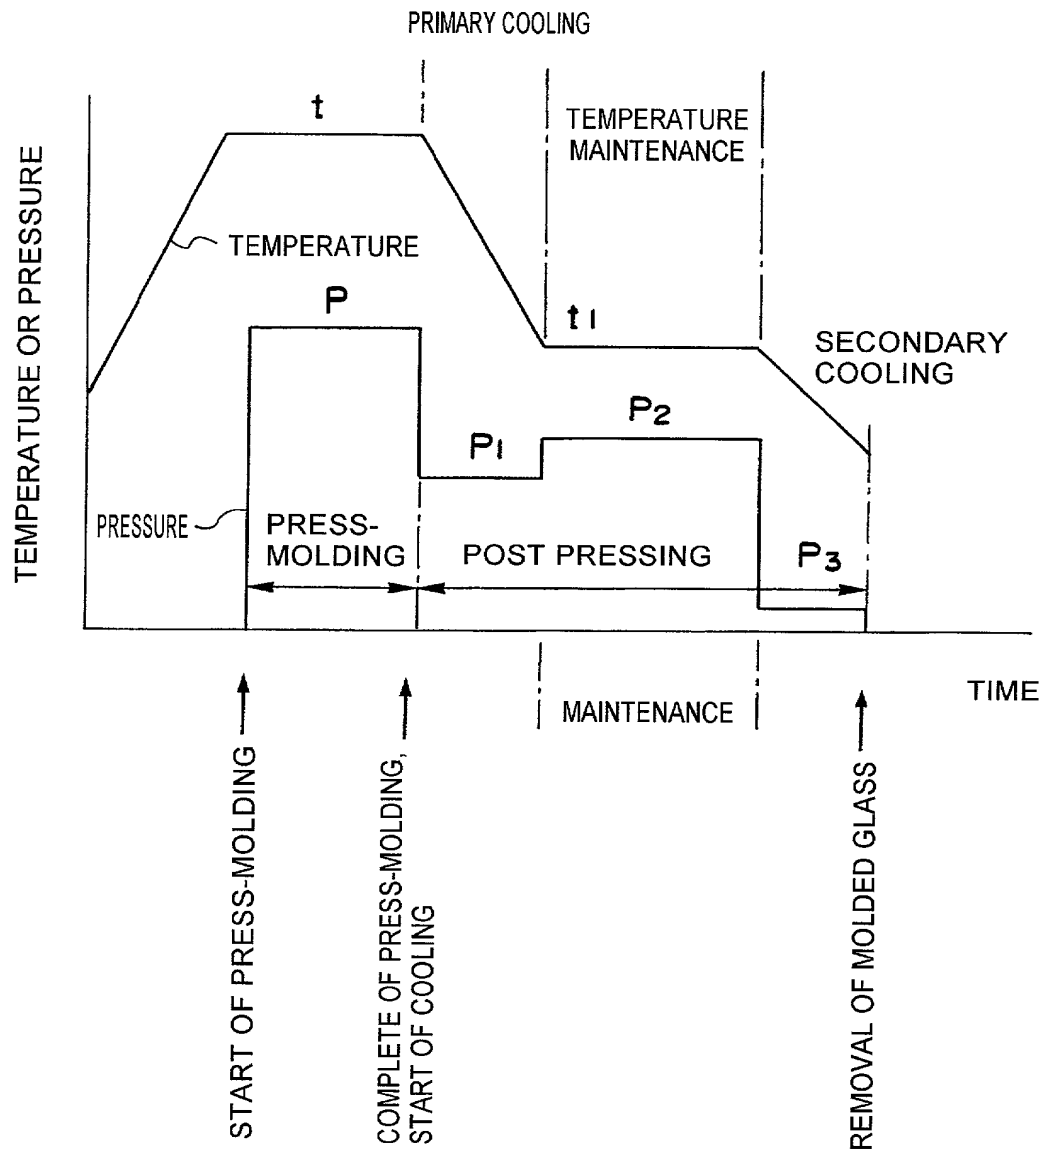 PRIMARY COOLING
t
TEMPERATURE
MAINTENANCE
TEMPERATURE OR PRESSURE
TEMPERATURE
P
t1
SECONDARY
COOLING
P2
P1
PRESSURE
PRESS-
MOLDING
POST PRESSING
P3
TIME
MAINTENANCE
START OF PRESS-MOLDING
COMPLETE OF PRESS-MOLDING,
START OF COOLING
REMOVAL OF MOLDED GLASS